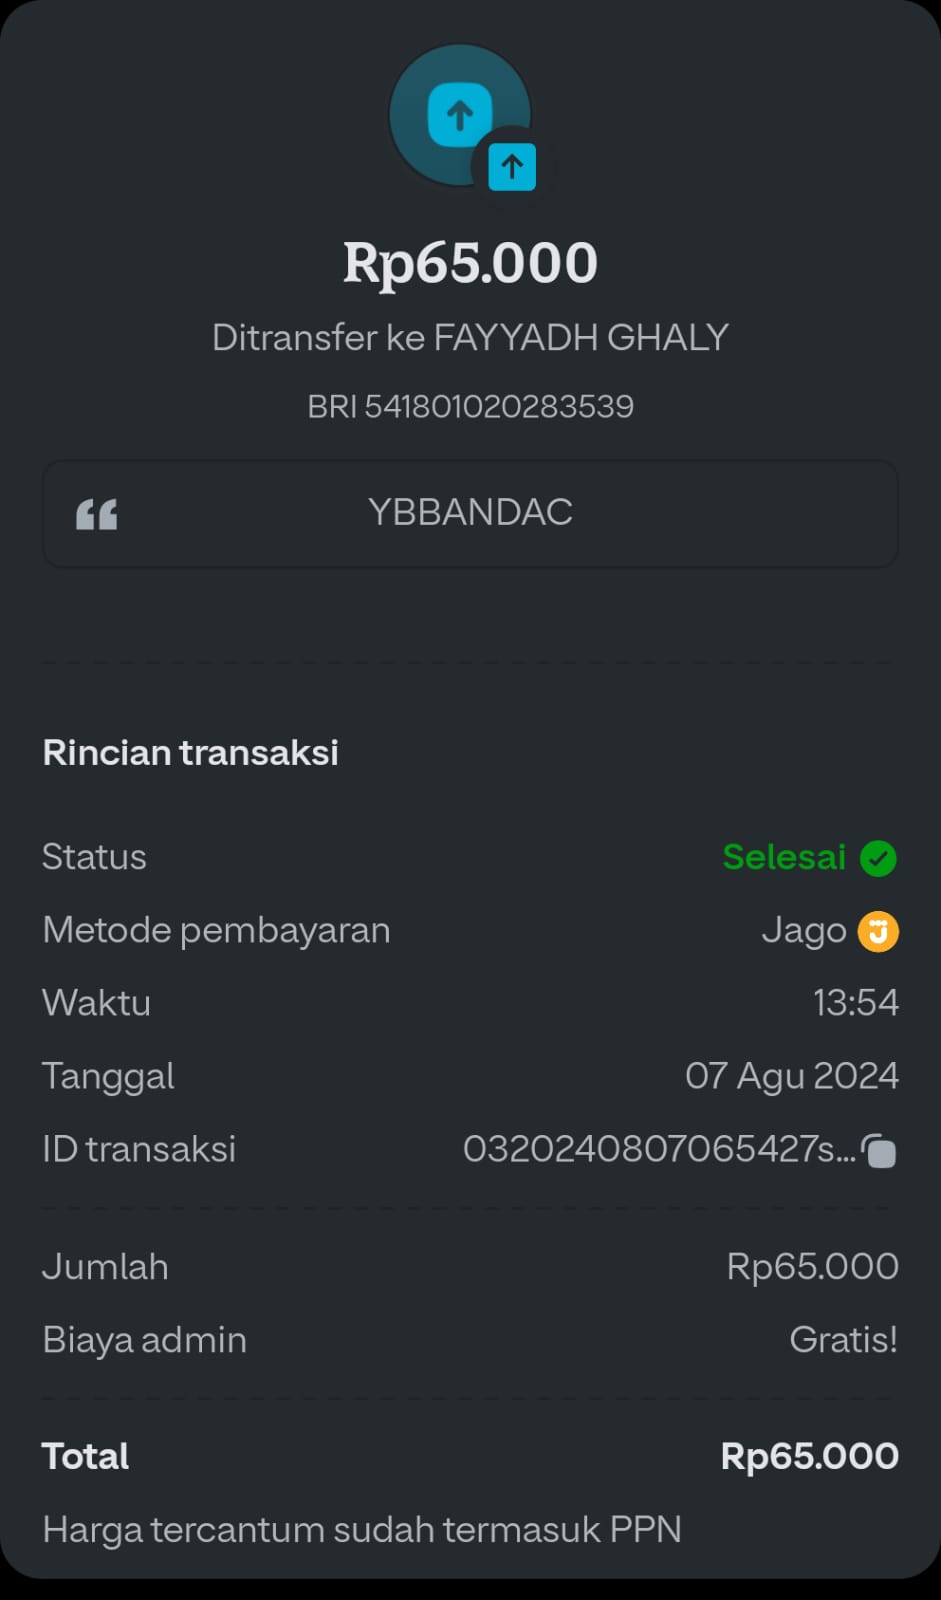 Rp65.000
Ditransfer ke FAYYADH GHALY
BRI 541801020283539
“ YBBANDAC
Rincian transaksi
Status Selesai
Metode pembayaran Jago
Waktu 13:54
Tanggal 07 Agu 2024
ID transaksi 0320240807065427s...
Jumlah Rp65.000
Biaya admin Gratis!
Total Rp65.000
Harga tercantum sudah termasuk PPN